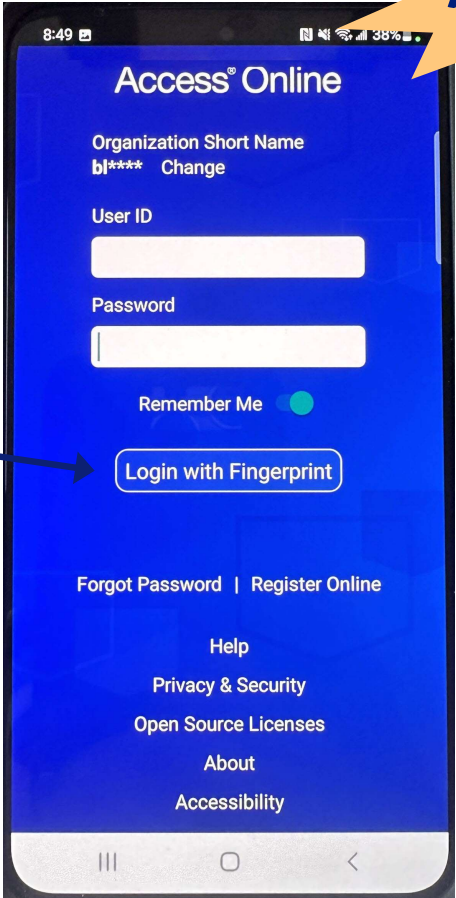 8:49 38%
Access® Online
Organization Short Name
bl**** Change
User ID
Password
Remember Me
Login with Fingerprint
Forgot Password | Register Online
Help
Privacy & Security
Open Source Licenses
About
Accessibility